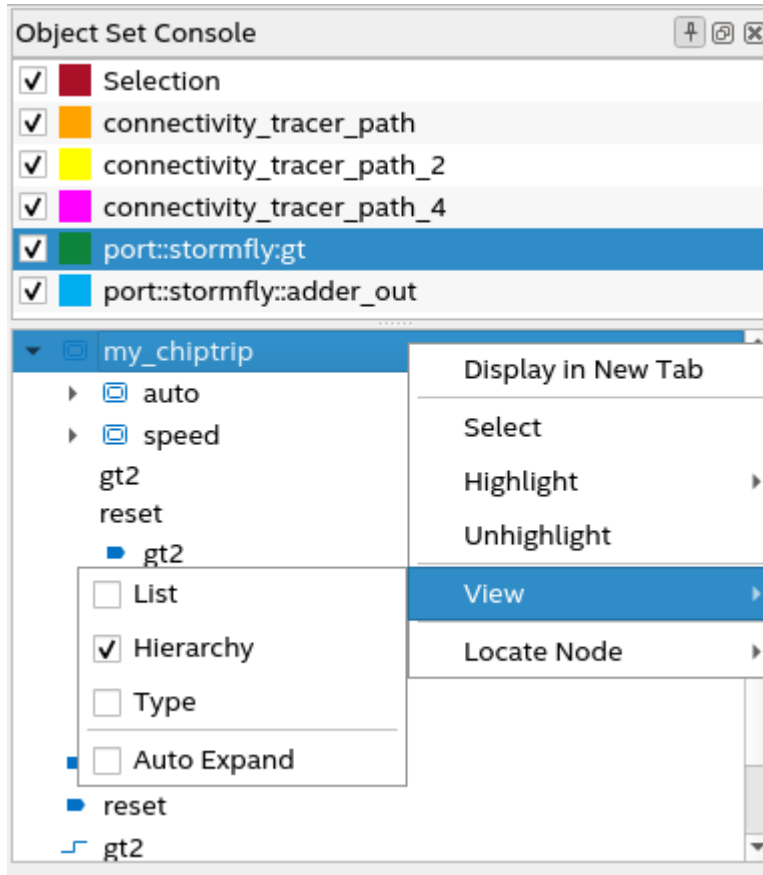 Object Set Console
Selection
connectivity_tracer_path
connectivity_tracer_path_2
connectivity_tracer_path_4
port::stormfly:gt
port::stormfly::adder_out
my_chiptrip
auto
speed
gt2
reset
gt2
Display in New Tab
Select
Highlight
Unhighlight
View
Locate Node
List
Hierarchy
Type
Auto Expand
reset
gt2